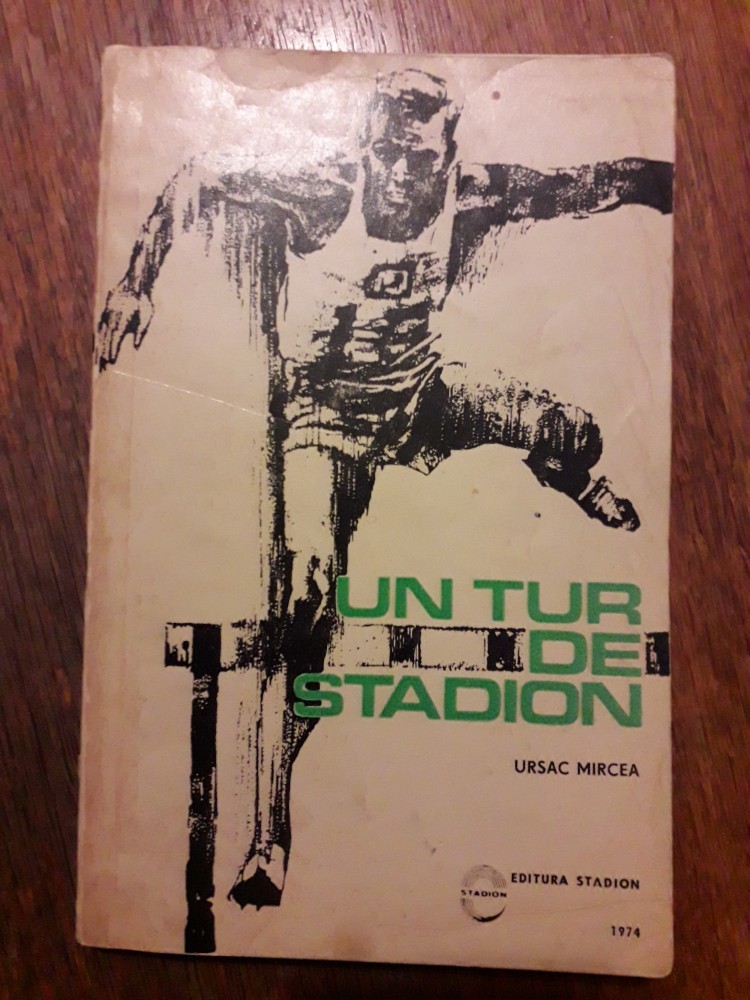 UN TUR
DE
STADION
URSAC MIRCEA
STADION
EDITURA STADION
1974